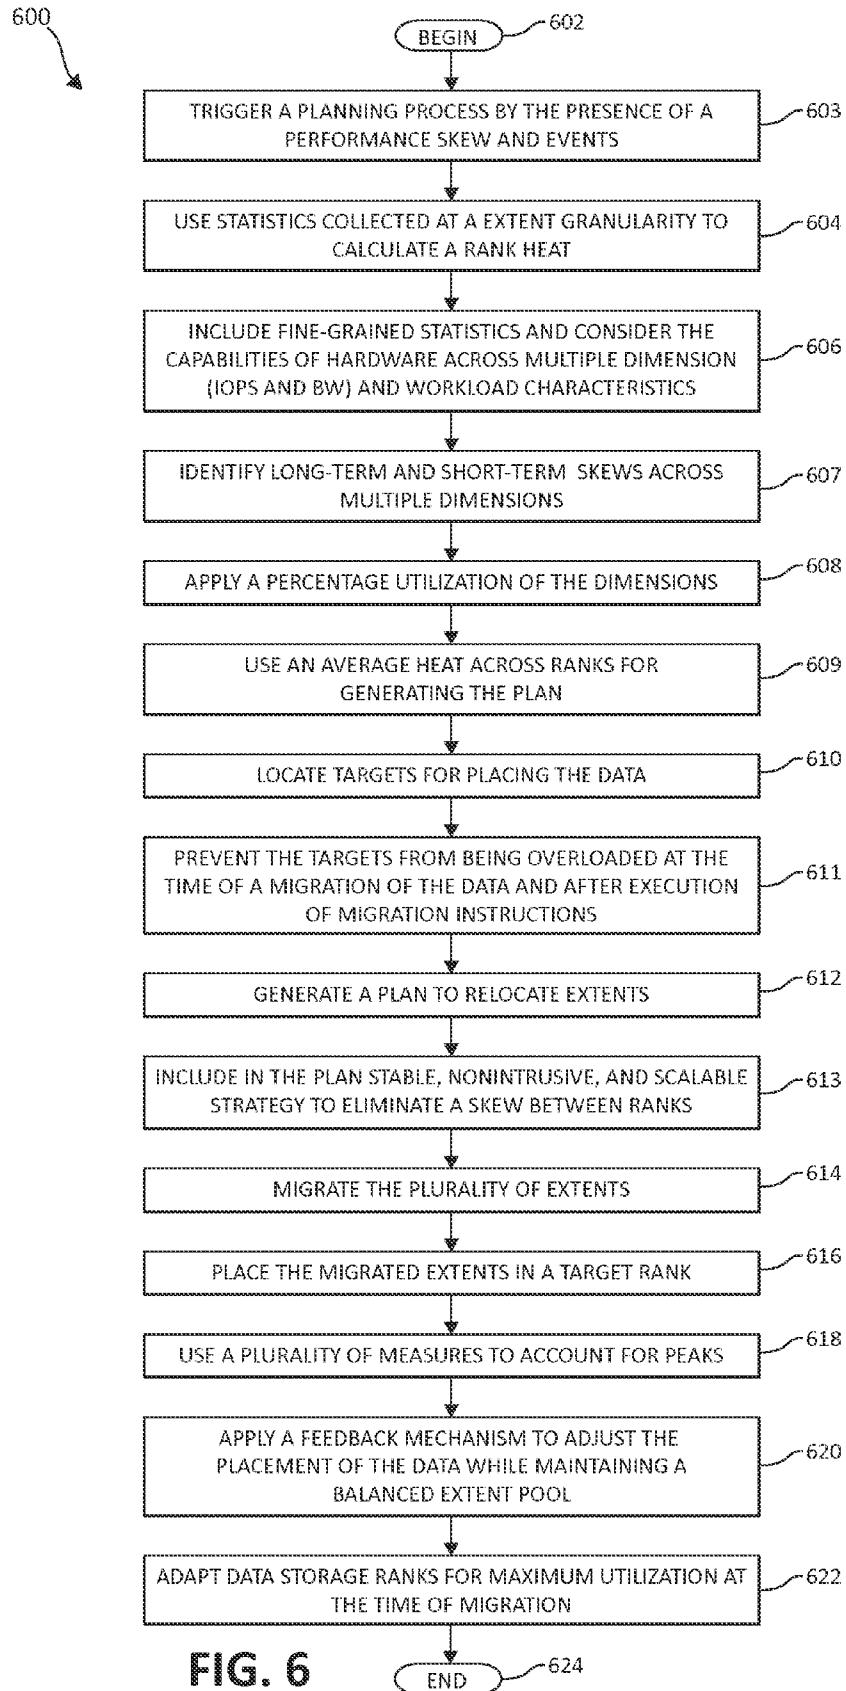 600
BEGIN
602
TRIGGER A PLANNING PROCESS BY THE PRESENCE OF A
PERFORMANCE SKEW AND EVENTS
603
USE STATISTICS COLLECTED AT A EXTENT GRANULARITY TO
CALCULATE A RANK HEAT
604
INCLUDE FINE-GRAINED STATISTICS AND CONSIDER THE
CAPABILITIES OF HARDWARE ACROSS MULTIPLE DIMENSION
(IOPS AND BW) AND WORKLOAD CHARACTERISTICS
606
IDENTIFY LONG-TERM AND SHORT-TERM SKEWS ACROSS
MULTIPLE DIMENSIONS
607
APPLY A PERCENTAGE UTILIZATION OF THE DIMENSIONS
608
USE AN AVERAGE HEAT ACROSS RANKS FOR
GENERATING THE PLAN
609
LOCATE TARGETS FOR PLACING THE DATA
610
PREVENT THE TARGETS FROM BEING OVERLOADED AT THE
TIME OF A MIGRATION OF THE DATA AND AFTER EXECUTION
OF MIGRATION INSTRUCTIONS
611
GENERATE A PLAN TO RELOCATE EXTENTS
612
INCLUDE IN THE PLAN STABLE, NONINTRUSIVE, AND SCALABLE
STRATEGY TO ELIMINATE A SKEW BETWEEN RANKS
613
MIGRATE THE PLURALITY OF EXTENTS
614
PLACE THE MIGRATED EXTENTS IN A TARGET RANK
616
USE A PLURALITY OF MEASURES TO ACCOUNT FOR PEAKS
618
APPLY A FEEDBACK MECHANISM TO ADJUST THE
PLACEMENT OF THE DATA WHILE MAINTAINING A
BALANCED EXTENT POOL
620
ADAPT DATA STORAGE RANKS FOR MAXIMUM UTILIZATION AT
THE TIME OF MIGRATION
622
FIG. 6
END
624